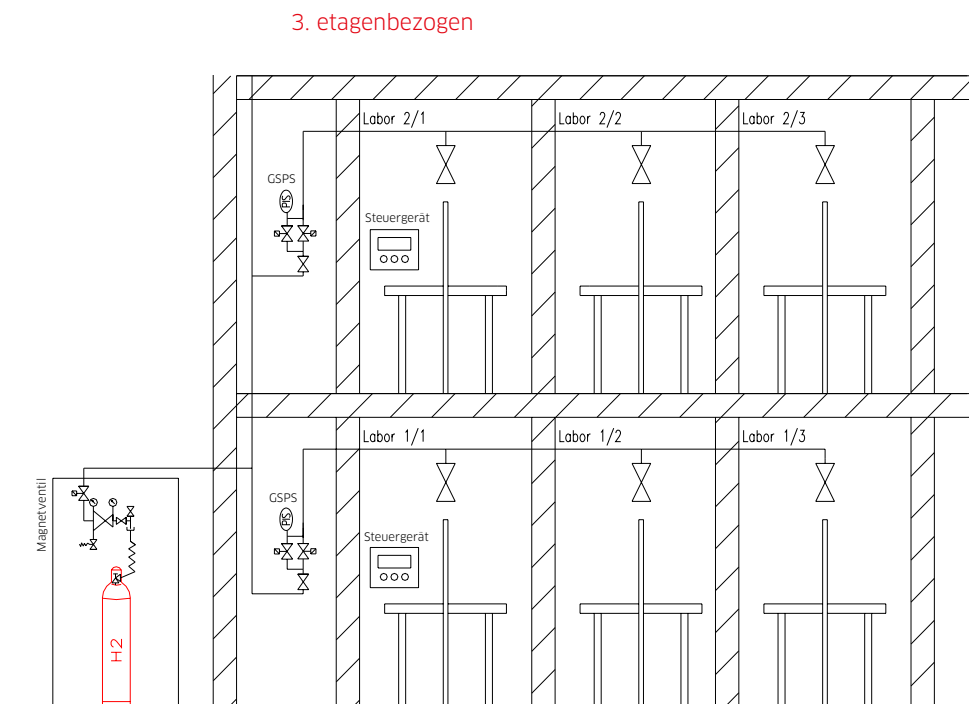 3. etagenbezogen
Labor 2/1
Labor 2/2
Labor 2/3
GSPS
PIS
Steuergerät
Labor 1/1
Labor 1/2
Labor 1/3
Magnetventil
GSPS
PIS
Steuergerät
H2